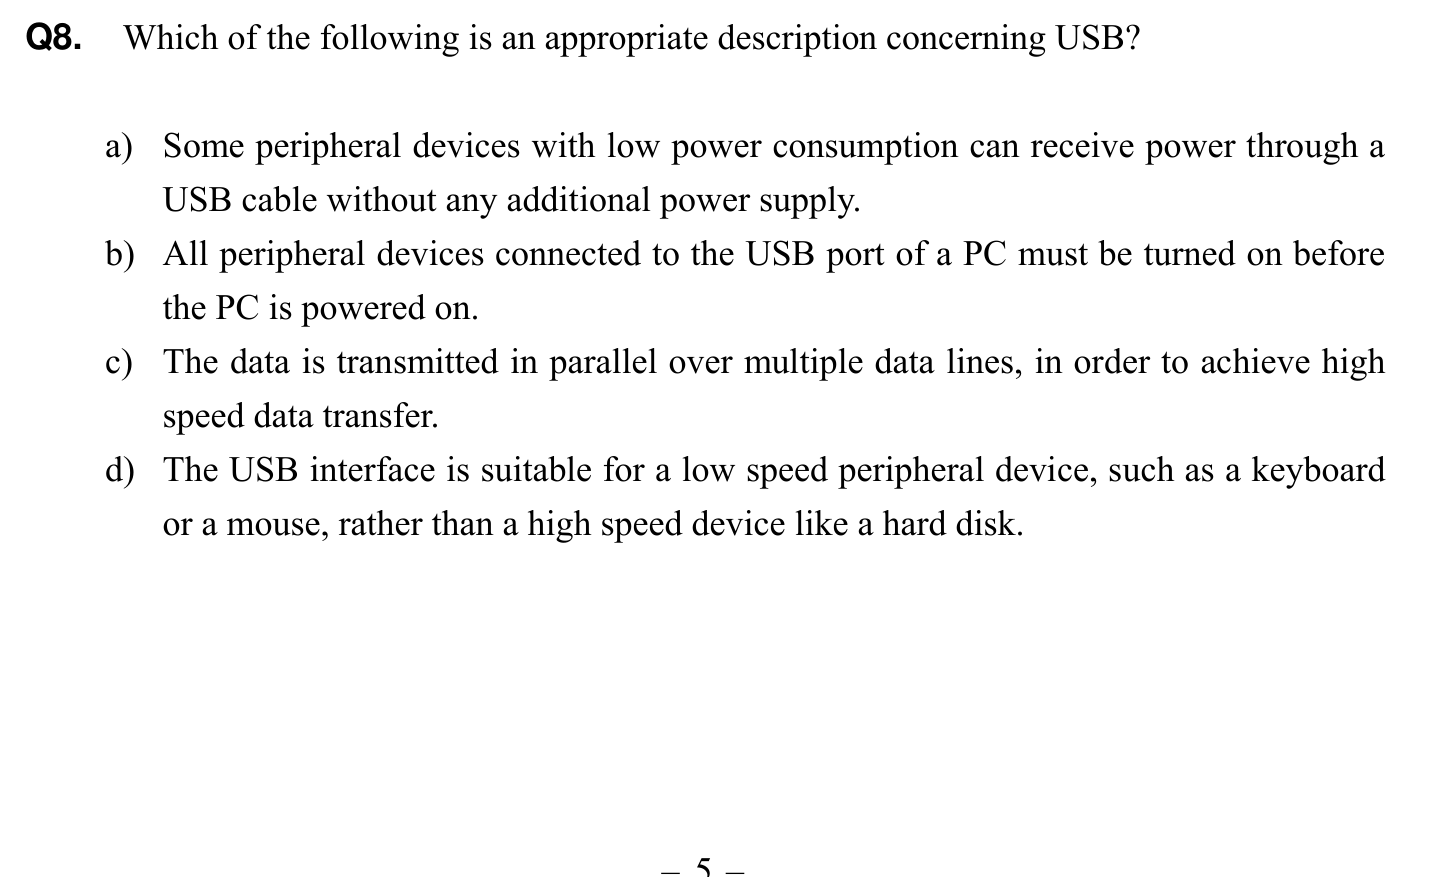 Q8. Which of the following is an appropriate description concerning USB?
a) Some peripheral devices with low power consumption can receive power through a
USB cable without any additional power supply.
b) All peripheral devices connected to the USB port of a PC must be turned on before
the PC is powered on.
c) The data is transmitted in parallel over multiple data lines, in order to achieve high
speed data transfer.
d) The USB interface is suitable for a low speed peripheral device, such as a keyboard
or a mouse, rather than a high speed device like a hard disk.
– 5 –